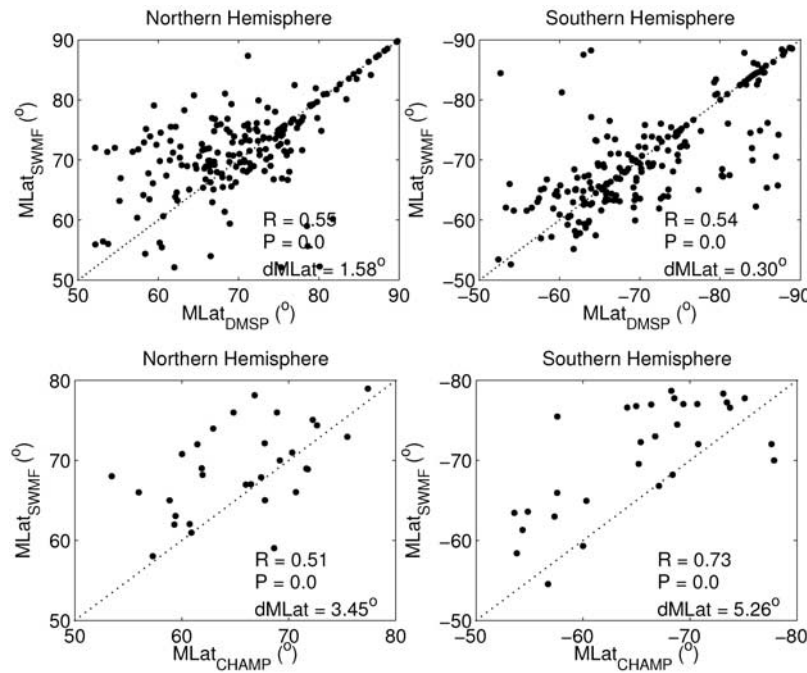 Northern Hemisphere
90
80
70
60
50
50 60 70 80 90
MLat_SWMF (°)
MLat_DMSP (°)
R = 0.55
P = 0.0
dMLat = 1.58°
Southern Hemisphere
−90
−80
−70
−60
−50
−50 −60 −70 −80 −90
MLat_SWMF (°)
MLat_DMSP (°)
R = 0.54
P = 0.0
dMLat = 0.30°
Northern Hemisphere
80
70
60
50
50 60 70 80
MLat_SWMF (°)
MLat_CHAMP (°)
R = 0.51
P = 0.0
dMLat = 3.45°
Southern Hemisphere
−80
−70
−60
−50
−50 −60 −70 −80
MLat_SWMF (°)
MLat_CHAMP (°)
R = 0.73
P = 0.0
dMLat = 5.26°